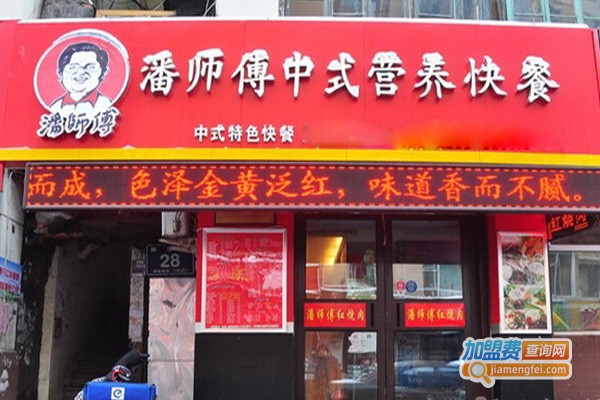 潘师傅中式营养快餐
潘師傅
中式特色快餐
而成，色泽金黄泛红，味道香而不腻。
28
红烧肉
潘师傅红烧肉
潘师傅红烧肉
加盟费查询网
jiamengfei.com